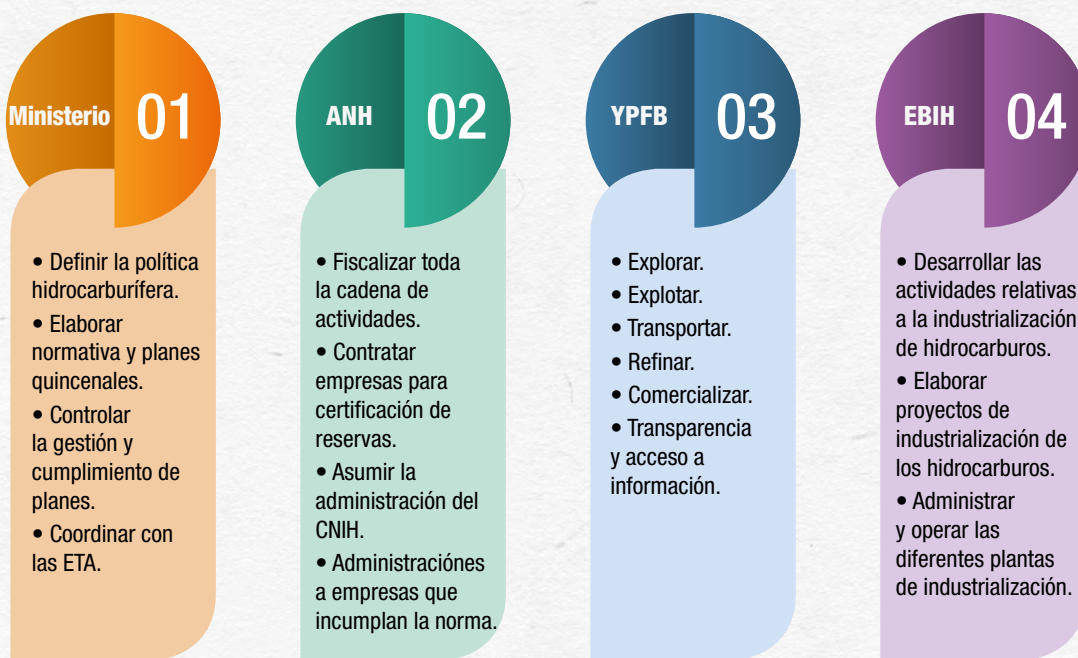 Ministerio 01
• Definir la política
hidrocarburífera.
• Elaborar
normativa y planes
quincenales.
• Controlar
la gestión y
cumplimiento de
planes.
• Coordinar con
las ETA.
ANH 02
• Fiscalizar toda
la cadena de
actividades.
• Contratar
empresas para
certificación de
reservas.
• Asumir la
administración del
CNIH.
• Administraciónes
a empresas que
incumplan la norma.
YPFB 03
• Explorar.
• Explotar.
• Transportar.
• Refinar.
• Comercializar.
• Transparencia
y acceso a
información.
EBIH 04
• Desarrollar las
actividades relativas
a la industrialización
de hidrocarburos.
• Elaborar
proyectos de
industrialización de
los hidrocarburos.
• Administrar
y operar las
diferentes plantas
de industrialización.